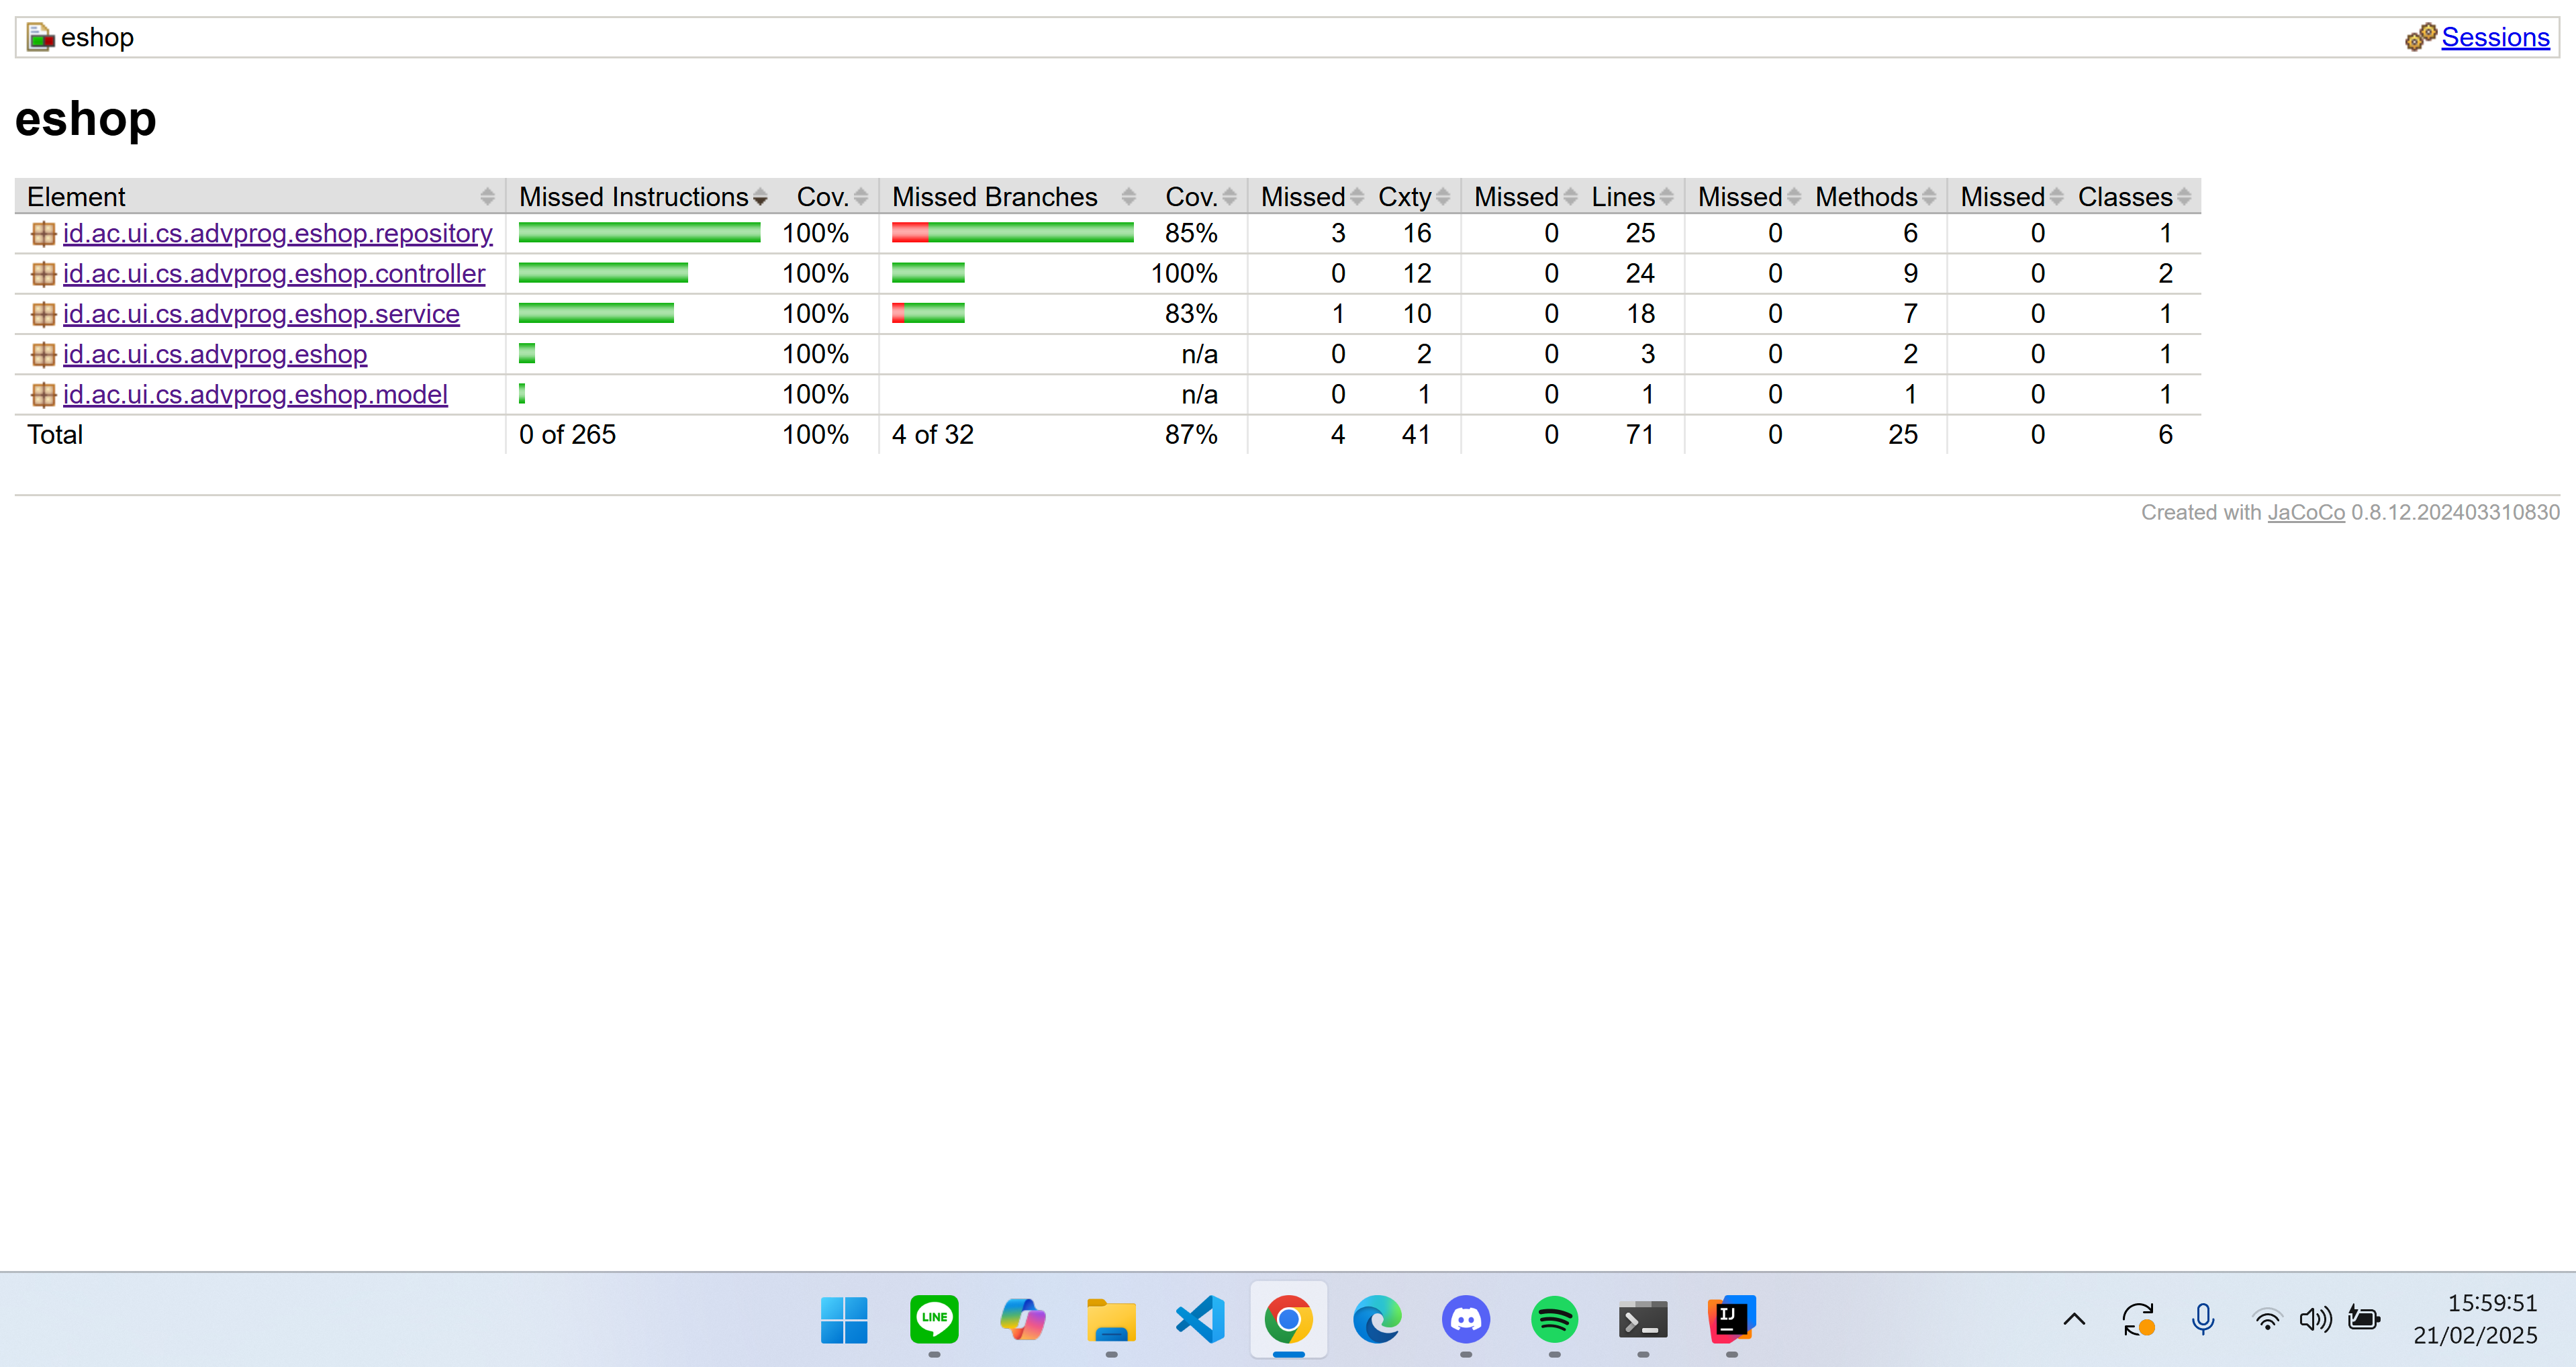 eshop Sessions
eshop
Element Missed Instructions Cov. Missed Branches Cov. Missed Cxty Missed Lines Missed Methods Missed Classes
id.ac.ui.cs.advprog.eshop.repository 100% 85% 3 16 0 25 0 6 0 1
id.ac.ui.cs.advprog.eshop.controller 100% 100% 0 12 0 24 0 9 0 2
id.ac.ui.cs.advprog.eshop.service 100% 83% 1 10 0 18 0 7 0 1
id.ac.ui.cs.advprog.eshop 100% n/a 0 2 0 3 0 2 0 1
id.ac.ui.cs.advprog.eshop.model 100% n/a 0 1 0 1 0 1 0 1
Total 0 of 265 100% 4 of 32 87% 4 41 0 71 0 25 0 6
Created with JaCoCo 0.8.12.202403310830
LINE
IJ
15:59:51
21/02/2025